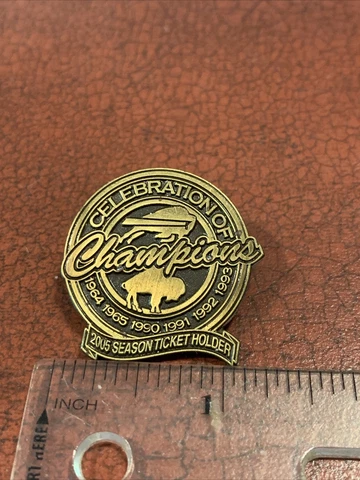 CELEBRATION OF
Champions
1964 1965 1990 1991 1992 1993
2005 SEASON TICKET HOLDER
INCH
1